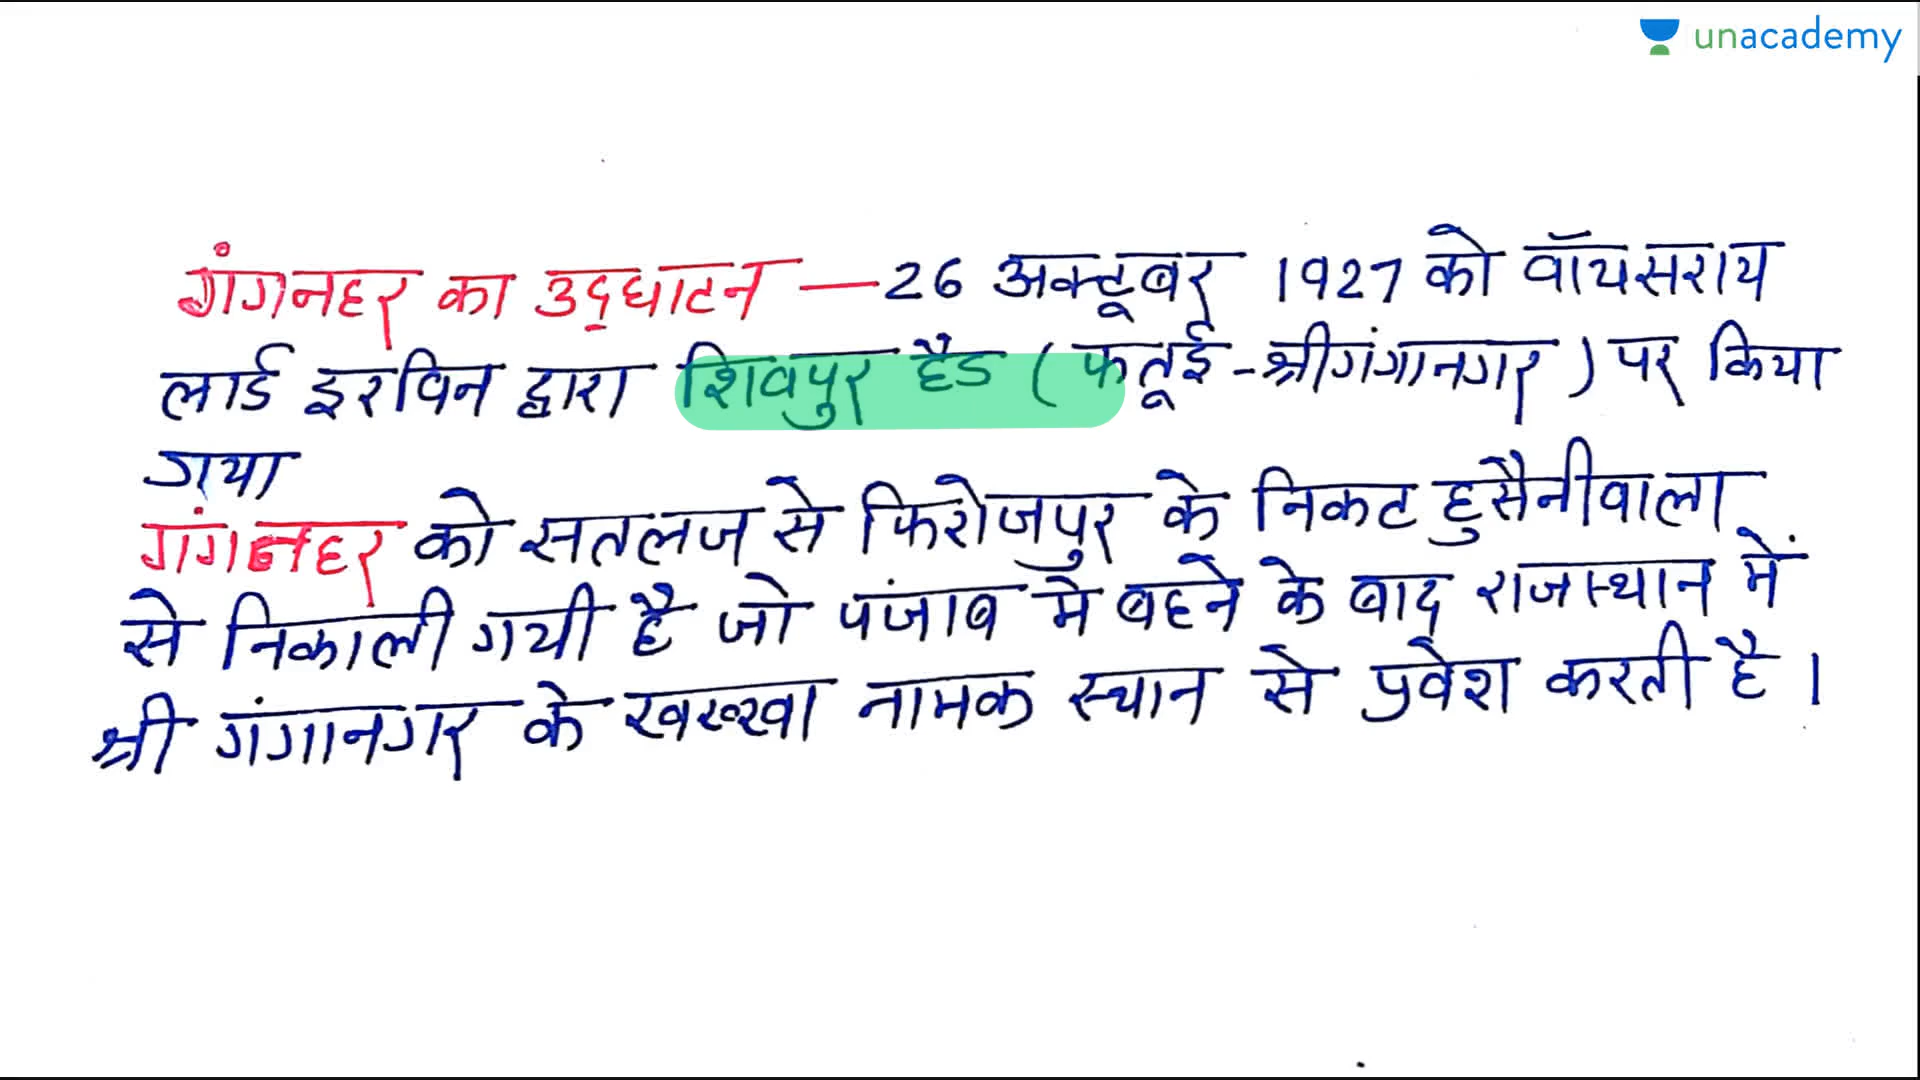 unacademy
गंगनहर का उद्‌घाटन — 26 अक्टूबर 1927 को वॉयसराय
लार्ड इरविन द्वारा शिवपुर हैड ( फतूई - श्रीगंगानगर ) पर किया
गया
गंगनहर को सतलज से फिरोजपुर के निकट हुसैनीवाला
से निकाली गयी है जो पंजाब मे बहने के बाद राजस्थान में
श्री गंगानगर के खख्खा नामक स्थान से प्रवेश करती है ।